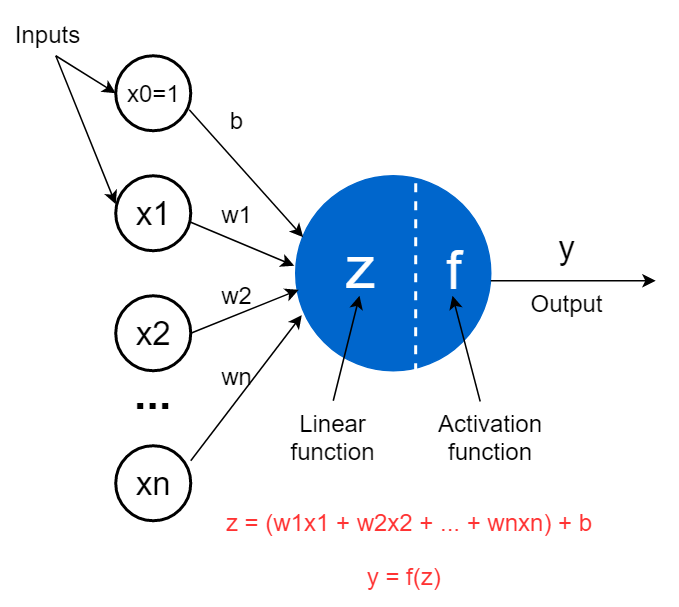 Inputs
x0=1
b
x1
w1
x2
w2
...
wn
xn
z
f
y
Output
Linear
function
Activation
function
z = (w1x1 + w2x2 + ... + wnxn) + b
y = f(z)